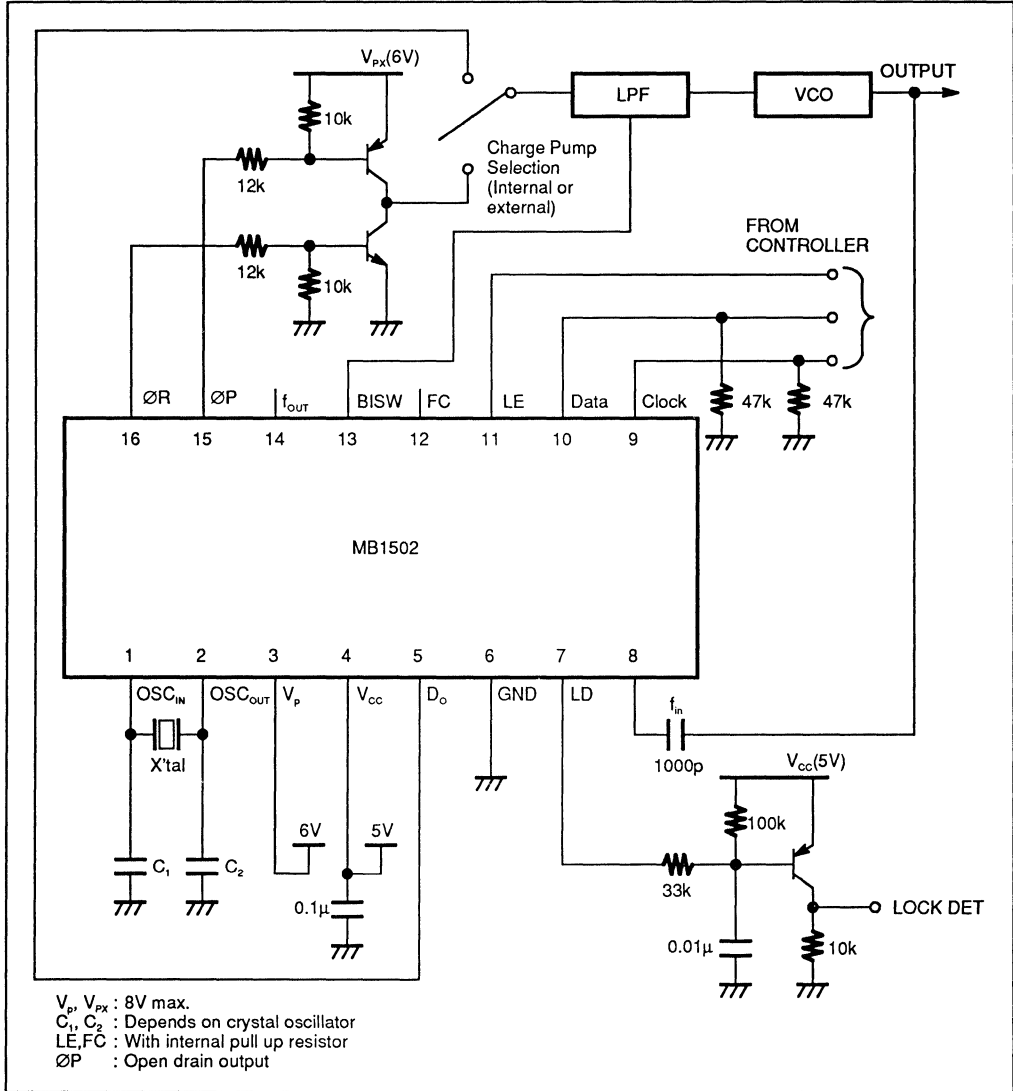 V_PX(6V)
OUTPUT
LPF
VCO
10k
12k
Charge Pump
Selection
(Internal or
external)
FROM
CONTROLLER
12k
10k
47k
47k
ØR
ØP
f_OUT
BISW
FC
LE
Data
Clock
16
15
14
13
12
11
10
9
MB1502
1
2
3
4
5
6
7
8
OSC_IN
OSC_OUT
V_p
V_CC
D_O
GND
LD
f_in
X'tal
1000p
V_CC(5V)
6V
5V
100k
C_1
C_2
33k
0.1μ
LOCK DET
0.01μ
10k
V_p, V_PX : 8V max.
C_1, C_2 : Depends on crystal oscillator
LE,FC : With internal pull up resistor
ØP : Open drain output